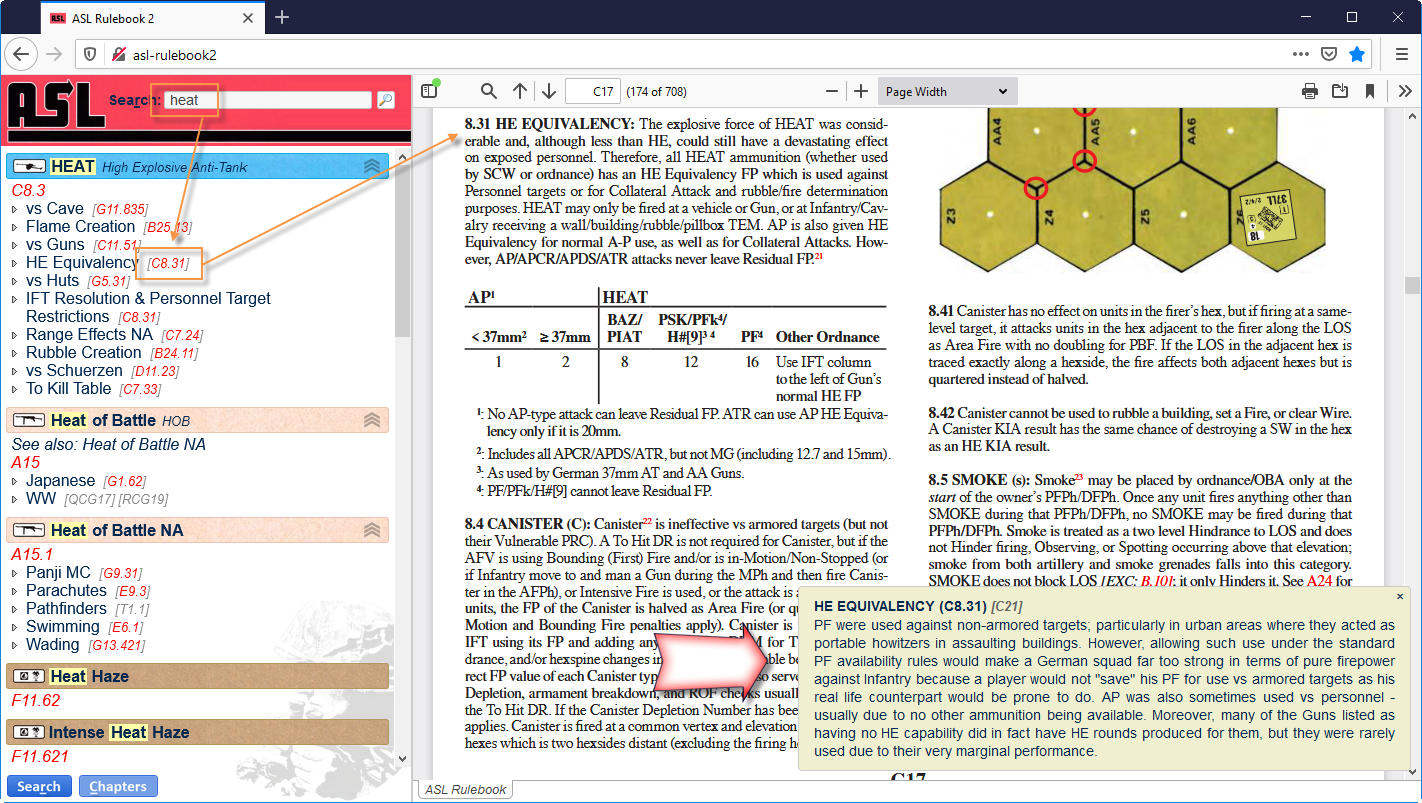 ASL Rulebook 2
asl-rulebook2
ASL
Search: heat
C17 (174 of 708)
Page Width
HEAT High Explosive Anti-Tank
C8.3
vs Cave [G11.835]
Flame Creation [B25.13]
vs Guns [C11.51]
HE Equivalency [C8.31]
vs Huts [G5.31]
IFT Resolution & Personnel Target
Restrictions [C8.31]
Range Effects NA [C7.24]
Rubble Creation [B24.11]
vs Schuerzen [D11.23]
To Kill Table [C7.33]
Heat of Battle HOB
See also: Heat of Battle NA
A15
Japanese [G1.62]
WW [QCG17] [RCG19]
Heat of Battle NA
A15.1
Panji MC [G9.31]
Parachutes [E9.3]
Pathfinders [T1.1]
Swimming [E6.1]
Wading [G13.421]
Heat Haze
F11.62
Intense Heat Haze
F11.621
Search Chapters
8.31 HE EQUIVALENCY: The explosive force of HEAT was consid-
erable and, although less than HE, could still have a devastating effect
on exposed personnel. Therefore, all HEAT ammunition (whether used
by SCW or ordnance) has an HE Equivalency FP which is used against
Personnel targets or for Collateral Attack and rubble/fire determination
purposes. HEAT may only be fired at a vehicle or Gun, or at Infantry/Cav-
alry receiving a wall/building/rubble/pillbox TEM. AP is also given HE
Equivalency for normal A-P use, as well as for Collateral Attacks. How-
ever, AP/APCR/APDS/ATR attacks never leave Residual FP.21
AP1 HEAT
BAZ/ PSK/PFk/
< 37mm2 ≥ 37mm PIAT H#[9]3 4 PF4 Other Ordnance
1 2 8 12 16 Use IFT column
to the left of Gun's
normal HE FP
1: No AP-type attack can leave Residual FP. ATR can use AP HE Equiva-
lency only if it is 20mm.
2: Includes all APCR/APDS/ATR, but not MG (including 12.7 and 15mm).
3: As used by German 37mm AT and AA Guns.
4: PF/PFk/H#[9] cannot leave Residual FP.
8.4 CANISTER (C): Canister22 is ineffective vs armored targets (but not
their Vulnerable PRC). A To Hit DR is not required for Canister, but if the
AFV is using Bounding (First) Fire and/or is in-Motion/Non-Stopped (or
if Infantry move to and man a Gun during the MPh and then fire Canis-
ter in the AFPh), or Intensive Fire is used, or the attack is
units, the FP of the Canister is halved as Area Fire (or
Motion and Bounding Fire penalties apply). Canister is
IFT using its FP and adding any M for T
drance, and/or hexspine changes in ble be
rect FP value of each Canister typ so serve
Depletion, armament breakdown, and ROF checks usuall
the To Hit DR. If the Canister Depletion Number has bee
applies. Canister is fired at a common vertex and elevation
hexes which is two hexsides distant (excluding the firing
AA4 AA5 AA6
Z3 Z4 Z5 Z6
37LL
18
8.41 Canister has no effect on units in the firer's hex, but if firing at a same-
level target, it attacks units in the hex adjacent to the firer along the LOS
as Area Fire with no doubling for PBF. If the LOS in the adjacent hex is
traced exactly along a hexside, the fire affects both adjacent hexes but is
quartered instead of halved.
8.42 Canister cannot be used to rubble a building, set a Fire, or clear Wire.
A Canister KIA result has the same chance of destroying a SW in the hex
as an HE KIA result.
8.5 SMOKE (s): Smoke23 may be placed by ordnance/OBA only at the
start of the owner's PFPh/DFPh. Once any unit fires anything other than
SMOKE during that PFPh/DFPh, no SMOKE may be fired during that
PFPh/DFPh. Smoke is treated as a two level Hindrance to LOS and does
not Hinder firing, Observing, or Spotting occurring above that elevation;
smoke from both artillery and smoke grenades falls into this category.
SMOKE does not block LOS [EXC: B.10]; it only Hinders it. See A24 for
HE EQUIVALENCY (C8.31) [C21]
PF were used against non-armored targets; particularly in urban areas where they acted as
portable howitzers in assaulting buildings. However, allowing such use under the standard
PF availability rules would make a German squad far too strong in terms of pure firepower
against Infantry because a player would not "save" his PF for use vs armored targets as his
real life counterpart would be prone to do. AP was also sometimes used vs personnel -
usually due to no other ammunition being available. Moreover, many of the Guns listed as
having no HE capability did in fact have HE rounds produced for them, but they were rarely
used due to their very marginal performance.
C17
ASL Rulebook